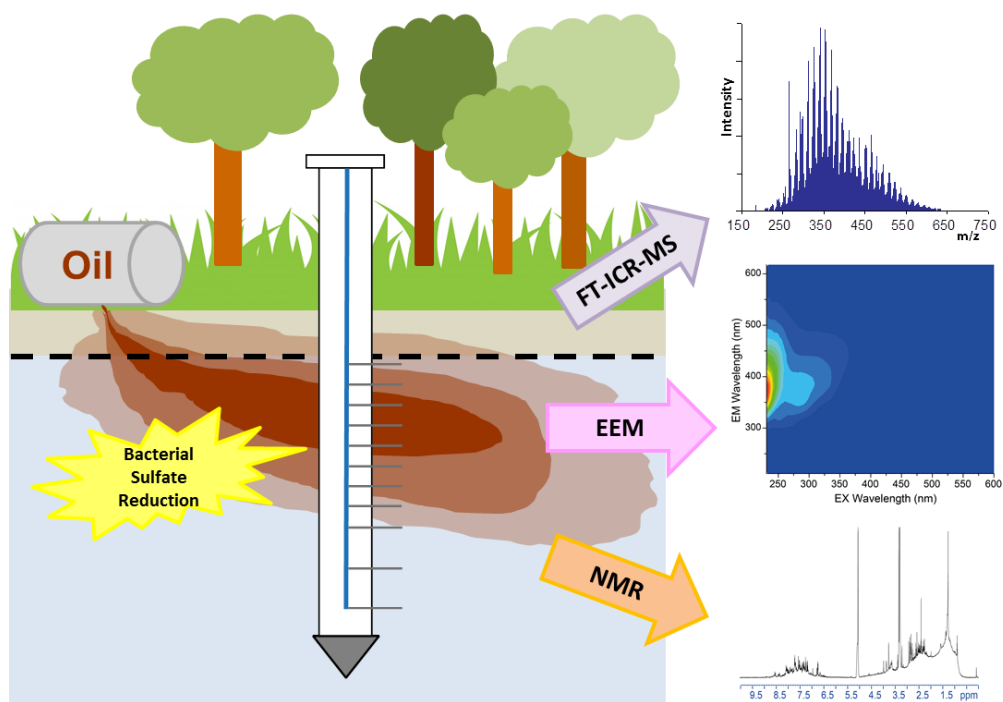 Oil
Bacterial
Sulfate
Reduction
FT-ICR-MS
EEM
NMR
Intensity
150 250 350 450 550 650 750
m/z
EM Wavelength (nm)
600
500
400
300
250 300 350 400 450 500 550 600
EX Wavelength (nm)
9.5 8.5 7.5 6.5 5.5 4.5 3.5 2.5 1.5 ppm